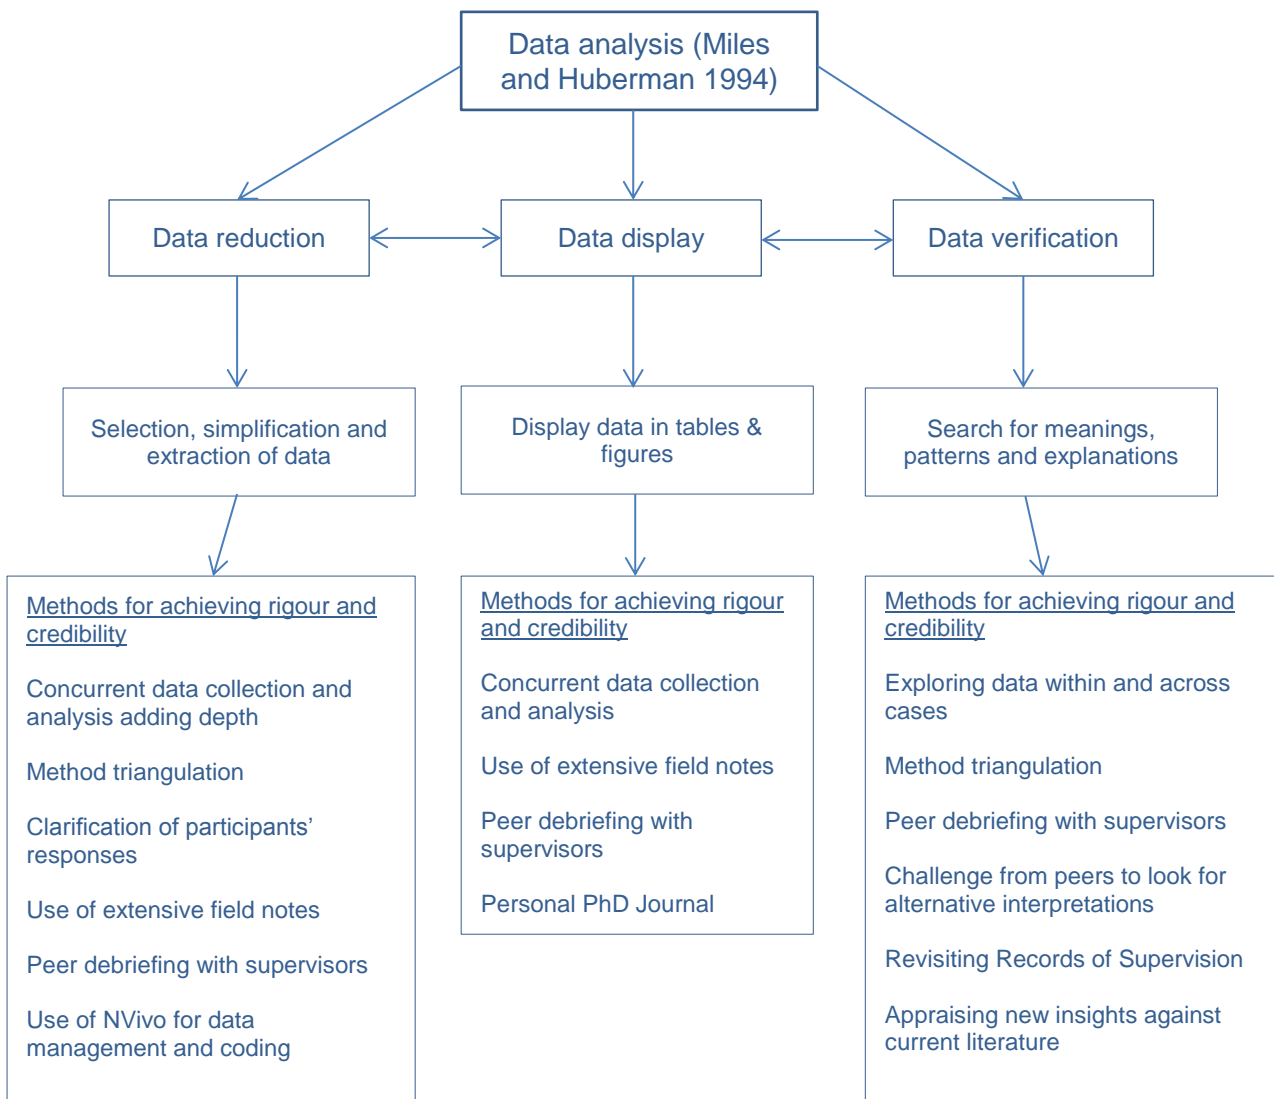 Data analysis (Miles
and Huberman 1994)
Data reduction
Data display
Data verification
Selection, simplification and
extraction of data
Display data in tables &
figures
Search for meanings,
patterns and explanations
Methods for achieving rigour and
credibility
Concurrent data collection and
analysis adding depth
Method triangulation
Clarification of participants’
responses
Use of extensive field notes
Peer debriefing with supervisors
Use of NVivo for data
management and coding
Methods for achieving rigour
and credibility
Concurrent data collection
and analysis
Use of extensive field notes
Peer debriefing with
supervisors
Personal PhD Journal
Methods for achieving rigour and
credibility
Exploring data within and across
cases
Method triangulation
Peer debriefing with supervisors
Challenge from peers to look for
alternative interpretations
Revisiting Records of Supervision
Appraising new insights against
current literature